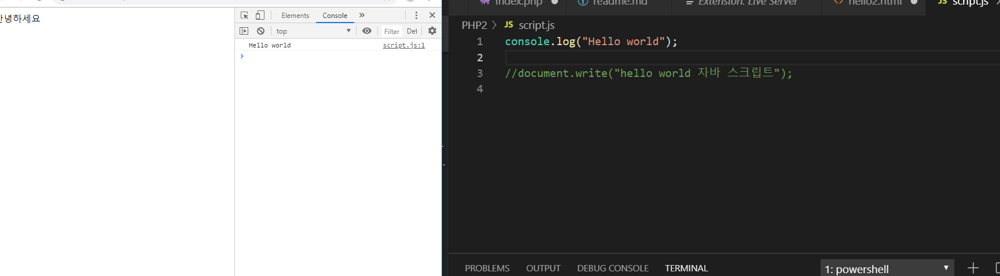 안녕하세요
Elements Console »
top Filter Def
Hello world script.js:1
index.php readme.md Extension: Live Server hello2.html JS script.js
PHP2 > JS script.js
1 console.log("Hello world");
2
3 //document.write("hello world 자바 스크립트");
4
PROBLEMS OUTPUT DEBUG CONSOLE TERMINAL 1: powershell